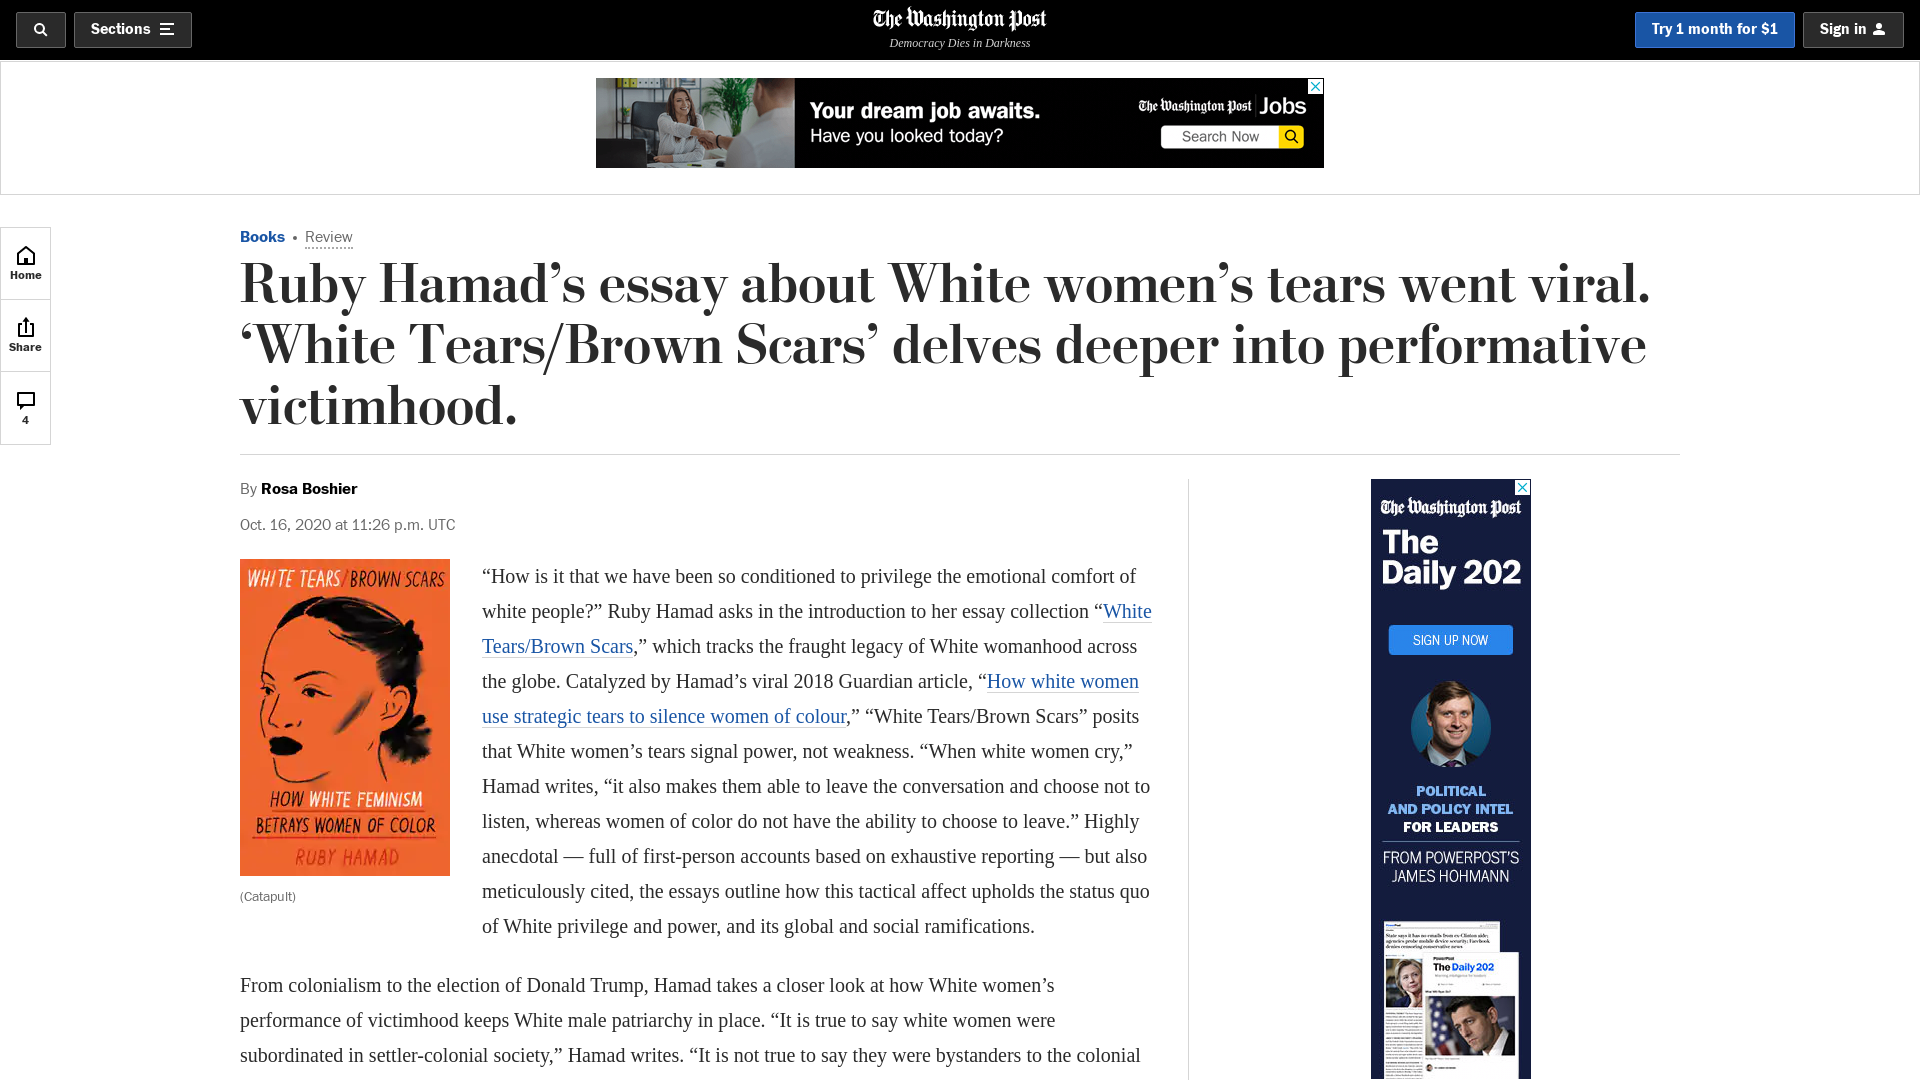 Sections
The Washington Post
Democracy Dies in Darkness
Try 1 month for $1
Sign in
Your dream job awaits.
Have you looked today?
The Washington Post Jobs
Search Now
Home
Share
4
Books • Review
Ruby Hamad’s essay about White women’s tears went viral.
‘White Tears/Brown Scars’ delves deeper into performative
victimhood.
By Rosa Boshier
Oct. 16, 2020 at 11:26 p.m. UTC
WHITE TEARS/BROWN SCARS
HOW WHITE FEMINISM
BETRAYS WOMEN OF COLOR
RUBY HAMAD
(Catapult)
“How is it that we have been so conditioned to privilege the emotional comfort of
white people?” Ruby Hamad asks in the introduction to her essay collection “White
Tears/Brown Scars,” which tracks the fraught legacy of White womanhood across
the globe. Catalyzed by Hamad’s viral 2018 Guardian article, “How white women
use strategic tears to silence women of colour,” “White Tears/Brown Scars” posits
that White women’s tears signal power, not weakness. “When white women cry,”
Hamad writes, “it also makes them able to leave the conversation and choose not to
listen, whereas women of color do not have the ability to choose to leave.” Highly
anecdotal — full of first-person accounts based on exhaustive reporting — but also
meticulously cited, the essays outline how this tactical affect upholds the status quo
of White privilege and power, and its global and social ramifications.
From colonialism to the election of Donald Trump, Hamad takes a closer look at how White women’s
performance of victimhood keeps White male patriarchy in place. “It is true to say white women were
subordinated in settler-colonial society,” Hamad writes. “It is not true to say they were bystanders to the colonial
The Washington Post
The
Daily 202
SIGN UP NOW
POLITICAL
AND POLICY INTEL
FOR LEADERS
FROM POWERPOST’S
JAMES HOHMANN
PowerPost
The Daily 202